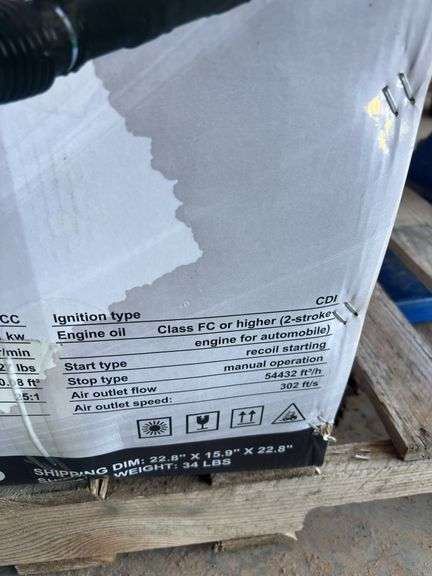 CC
Ignition type CDI
kw
Engine oil Class FC or higher (2-stroke
r/min
engine for automobile)
lbs
Start type recoil starting
ft³
Stop type manual operation
25:1
Air outlet flow 54432 ft³/h
Air outlet speed: 302 ft/s
SHIPPING DIM: 22.8" X 15.9" X 22.8"
WEIGHT: 34 LBS